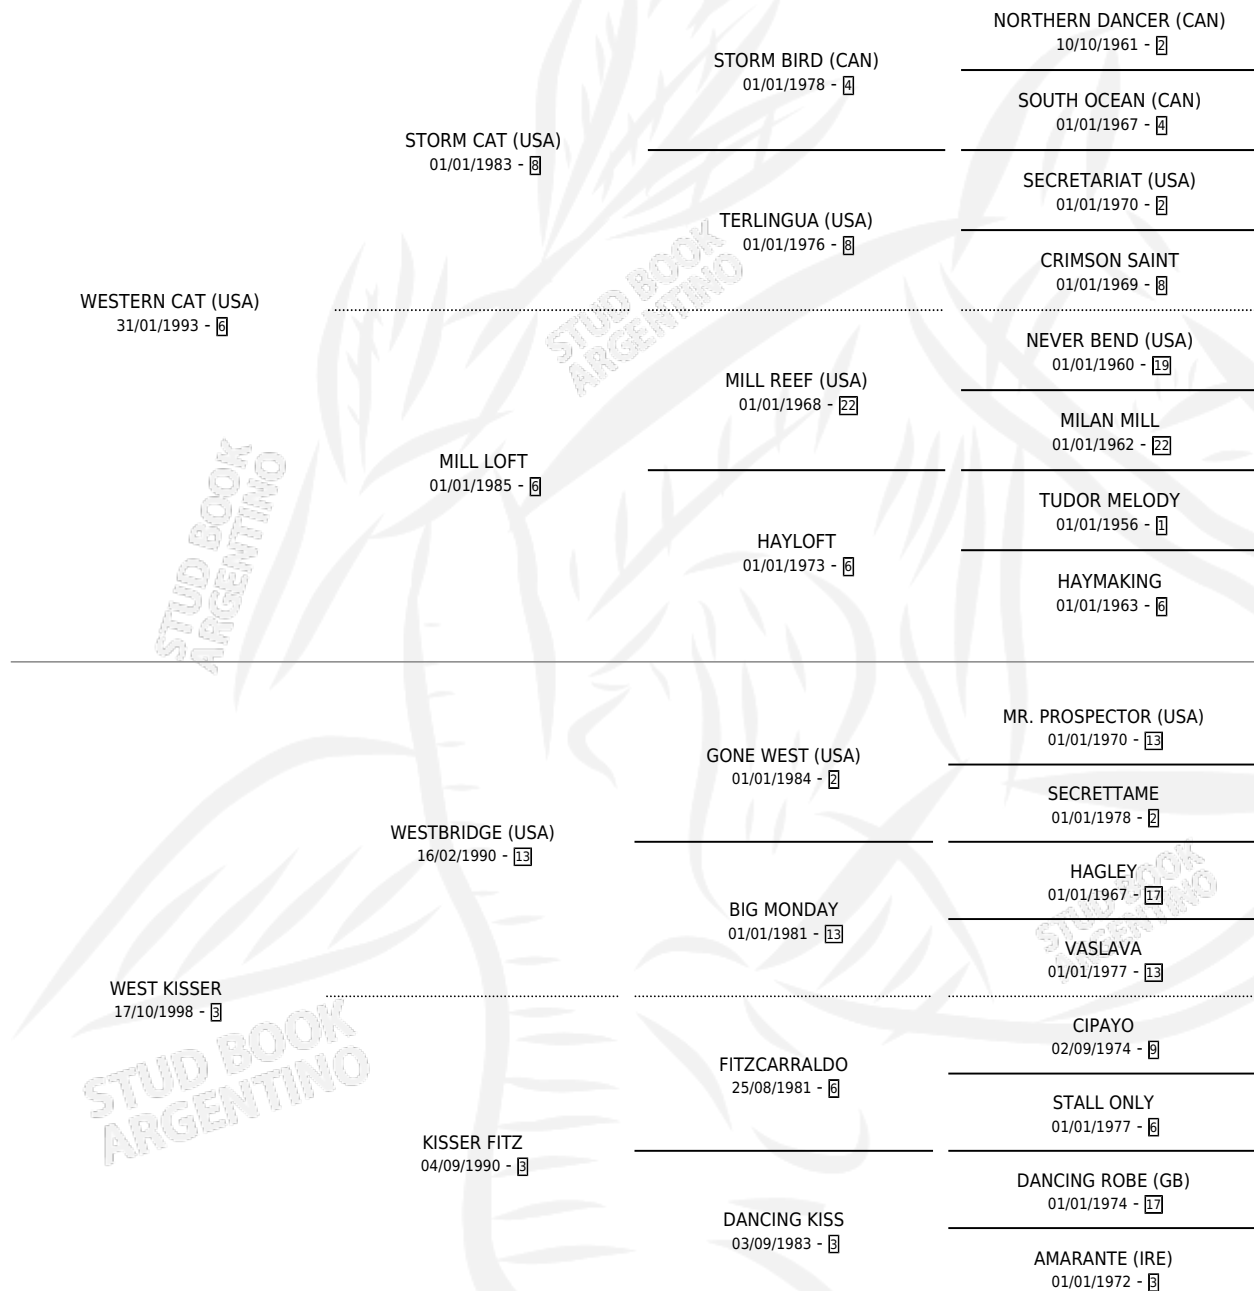 NORTHERN DANCER (CAN)
10/10/1961 - 2
STORM BIRD (CAN)
01/01/1978 - 4
SOUTH OCEAN (CAN)
01/01/1967 - 4
STORM CAT (USA)
01/01/1983 - 8
SECRETARIAT (USA)
01/01/1970 - 2
TERLINGUA (USA)
01/01/1976 - 8
CRIMSON SAINT
01/01/1969 - 8
WESTERN CAT (USA)
31/01/1993 - 6
NEVER BEND (USA)
01/01/1960 - 19
MILL REEF (USA)
01/01/1968 - 22
MILAN MILL
01/01/1962 - 22
MILL LOFT
01/01/1985 - 6
TUDOR MELODY
01/01/1956 - 1
HAYLOFT
01/01/1973 - 6
HAYMAKING
01/01/1963 - 6
MR. PROSPECTOR (USA)
01/01/1970 - 13
GONE WEST (USA)
01/01/1984 - 2
SECRETTAME
01/01/1978 - 2
WESTBRIDGE (USA)
16/02/1990 - 13
HAGLEY
01/01/1967 - 17
BIG MONDAY
01/01/1981 - 13
VASLAVA
01/01/1977 - 13
WEST KISSER
17/10/1998 - 3
CIPAYO
02/09/1974 - 9
FITZCARRALDO
25/08/1981 - 6
STALL ONLY
01/01/1977 - 6
KISSER FITZ
04/09/1990 - 3
DANCING ROBE (GB)
01/01/1974 - 17
DANCING KISS
03/09/1983 - 3
AMARANTE (IRE)
01/01/1972 - 3
STUD BOOK
ARGENTINO
STUD BOOK
ARGENTINO
STUD BOOK
ARGENTINO
STUD BOOK
ARGENTINO